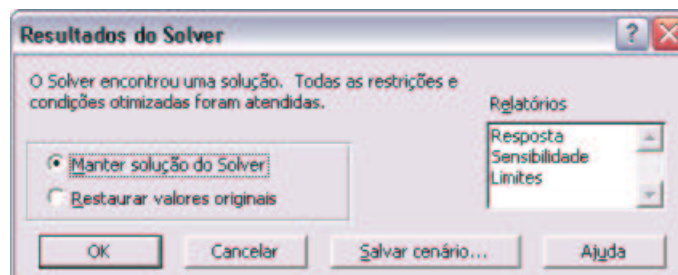 Resultados do Solver
O Solver encontrou uma solução. Todas as restrições e
condições otimizadas foram atendidas.
Relatórios
Resposta
Sensibilidade
Limites
Manter solução do Solver
Restaurar valores originais
OK
Cancelar
Salvar cenário...
Ajuda